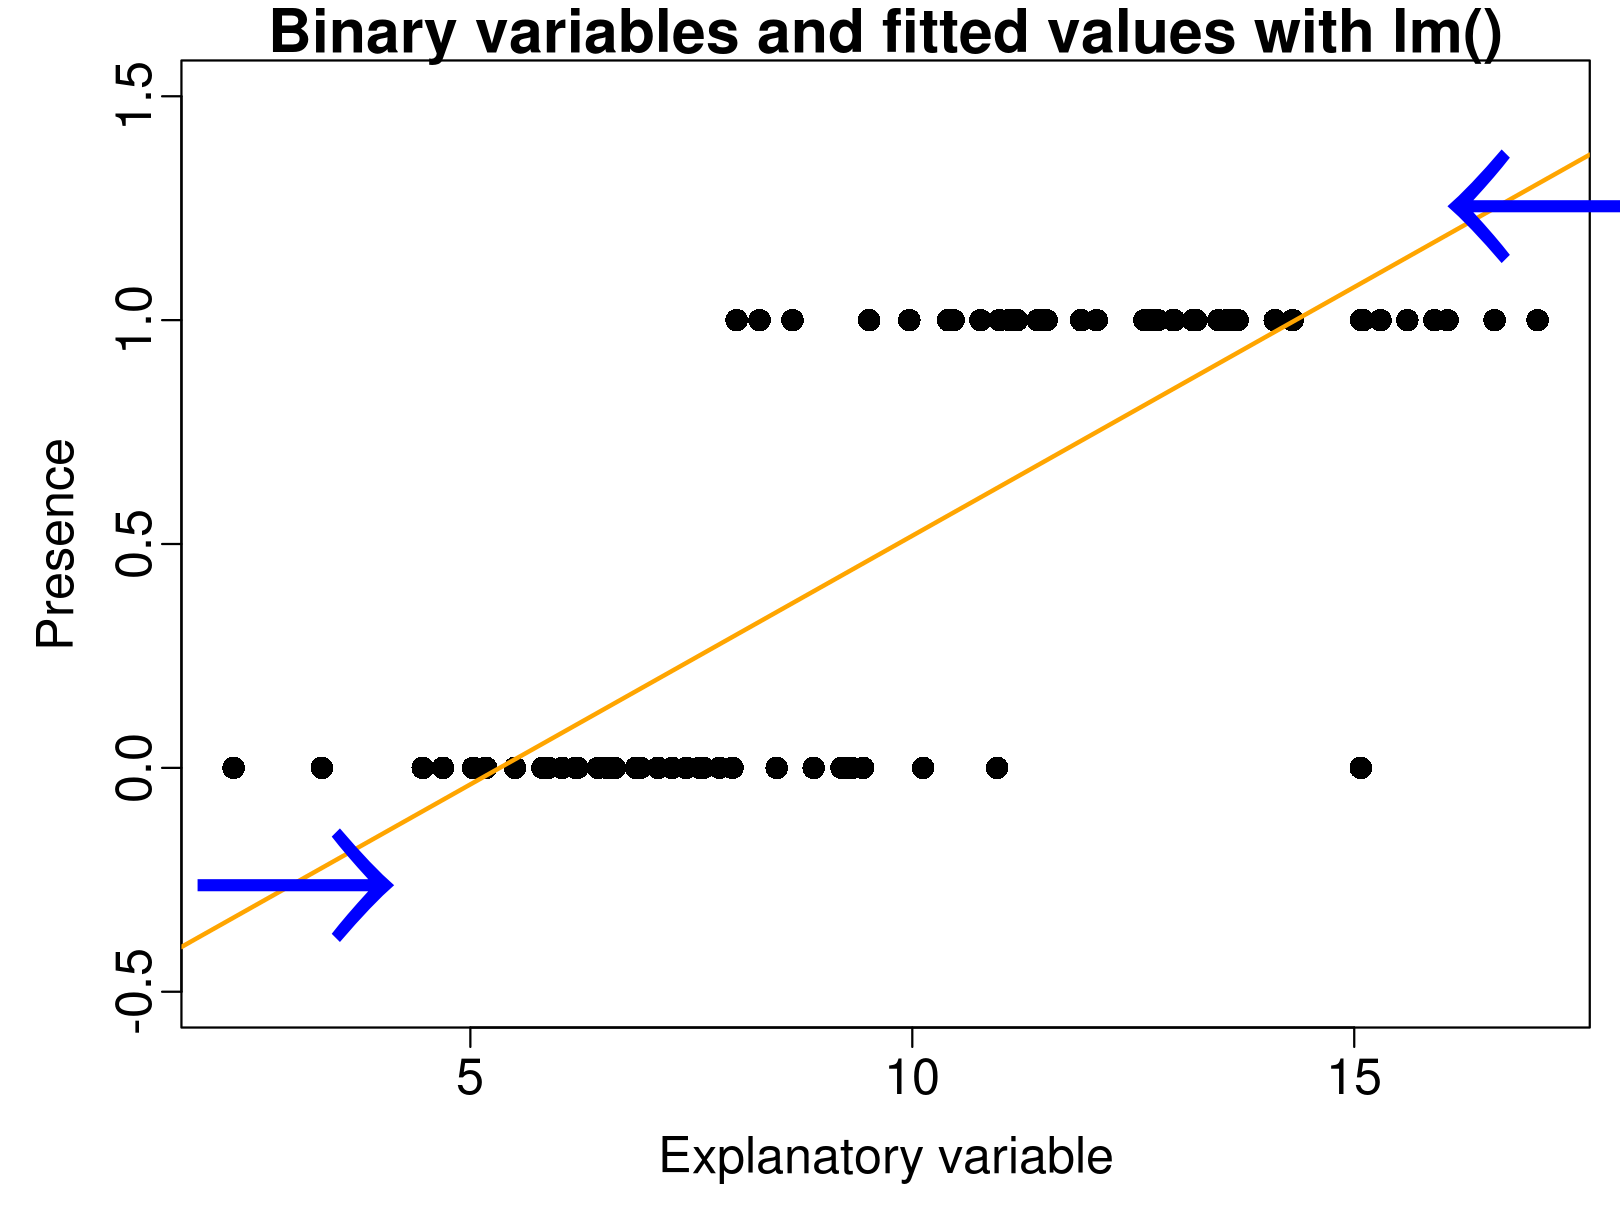 Binary variables and fitted values with lm()
1.5
1.0
0.5
0.0
-0.5
Presence
5 10 15
Explanatory variable